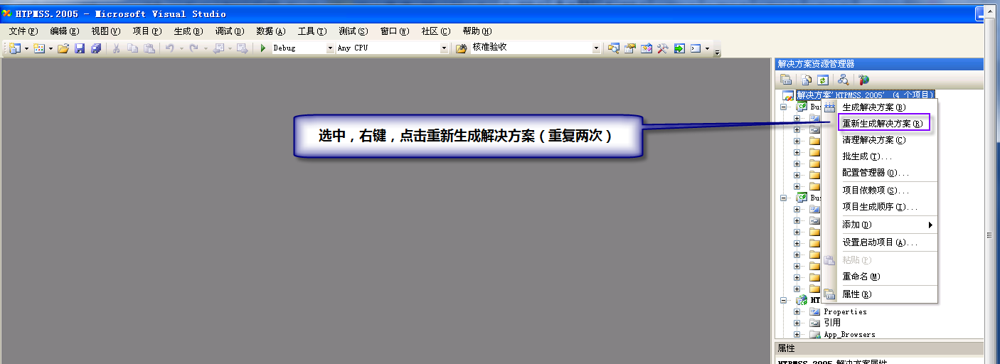 HTPMSS.2005 - Microsoft Visual Studio
文件(F) 编辑(E) 视图(V) 项目(P) 生成(B) 调试(D) 数据(A) 工具(T) 测试(S) 窗口(W) 社区(C) 帮助(H)
Debug Any CPU 核准验收
解决方案资源管理器
解决方案'HTPMSS.2005' (4 个项目)
Bus
生成解决方案(B)
重新生成解决方案(R)
选中，右键，点击重新生成解决方案（重复两次）
清理解决方案(C)
批生成(T)...
配置管理器(O)...
项目依赖项(S)...
Bus
项目生成顺序(I)...
添加(D)
设置启动项目(A)...
粘贴(P)
重命名(M)
属性(R)
HT
Properties
引用
App_Browsers
属性
HTPMSS.2005 解决方案属性